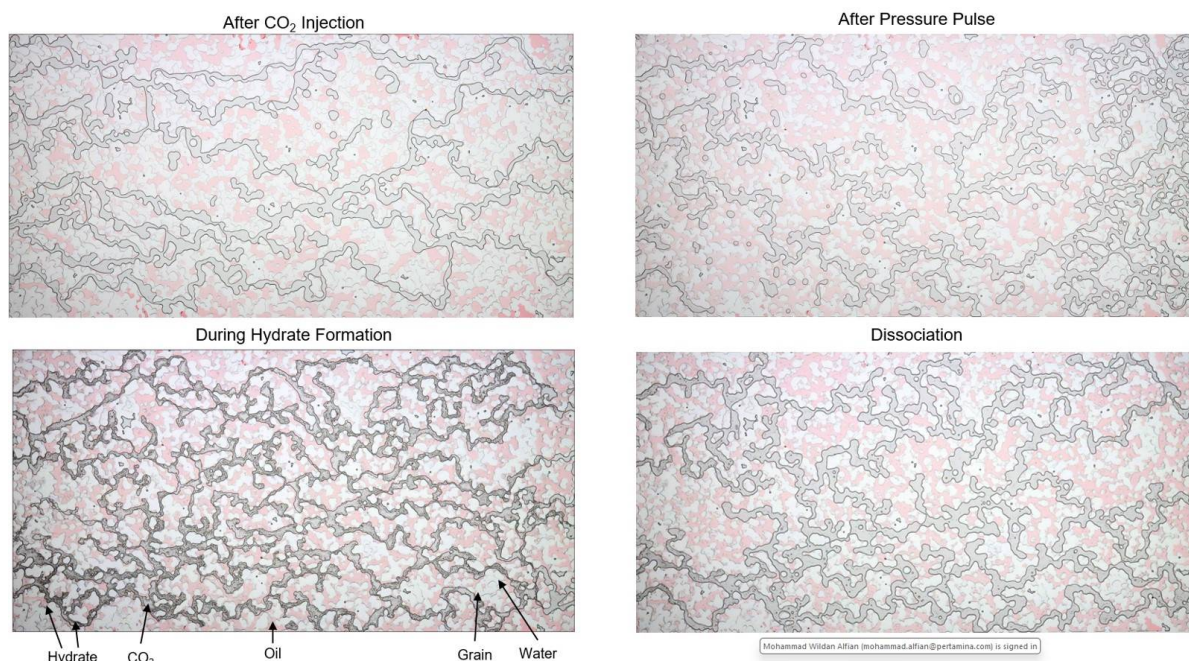 After CO₂ Injection
After Pressure Pulse
During Hydrate Formation
Dissociation
Hydrate
CO₂
Oil
Grain
Water
Mohammad Wildan Alfian (mohammad.alfian@pertamina.com) is signed in